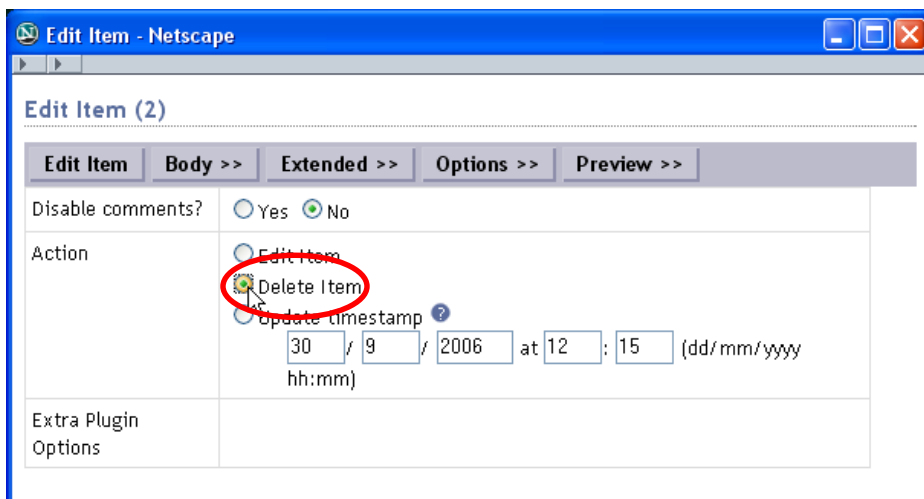 Edit Item - Netscape
Edit Item (2)
Edit Item Body >> Extended >> Options >> Preview >>
Disable comments? Yes No
Action Edit Item
Delete Item
Update timestamp ?
30 / 9 / 2006 at 12 : 15 (dd/mm/yyyy
hh:mm)
Extra Plugin
Options